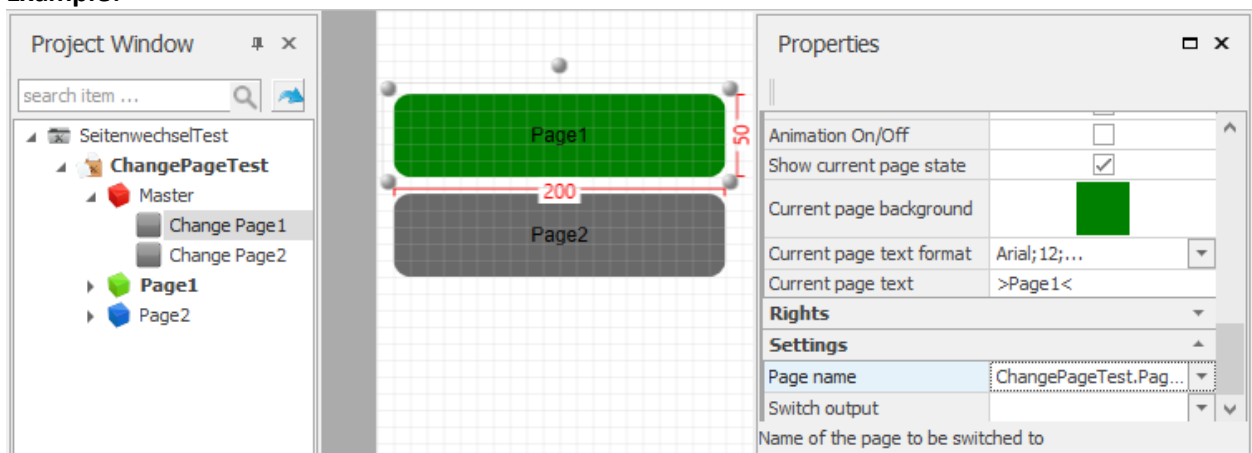 Project Window
search item ...
SeitenwechselTest
ChangePageTest
Master
Change Page1
Change Page2
Page1
Page2
Page1
50
200
Page2
Properties
Animation On/Off
Show current page state
Current page background
Current page text format Arial;12;...
Current page text >Page1<
Rights
Settings
Page name ChangePageTest.Pag...
Switch output
Name of the page to be switched to